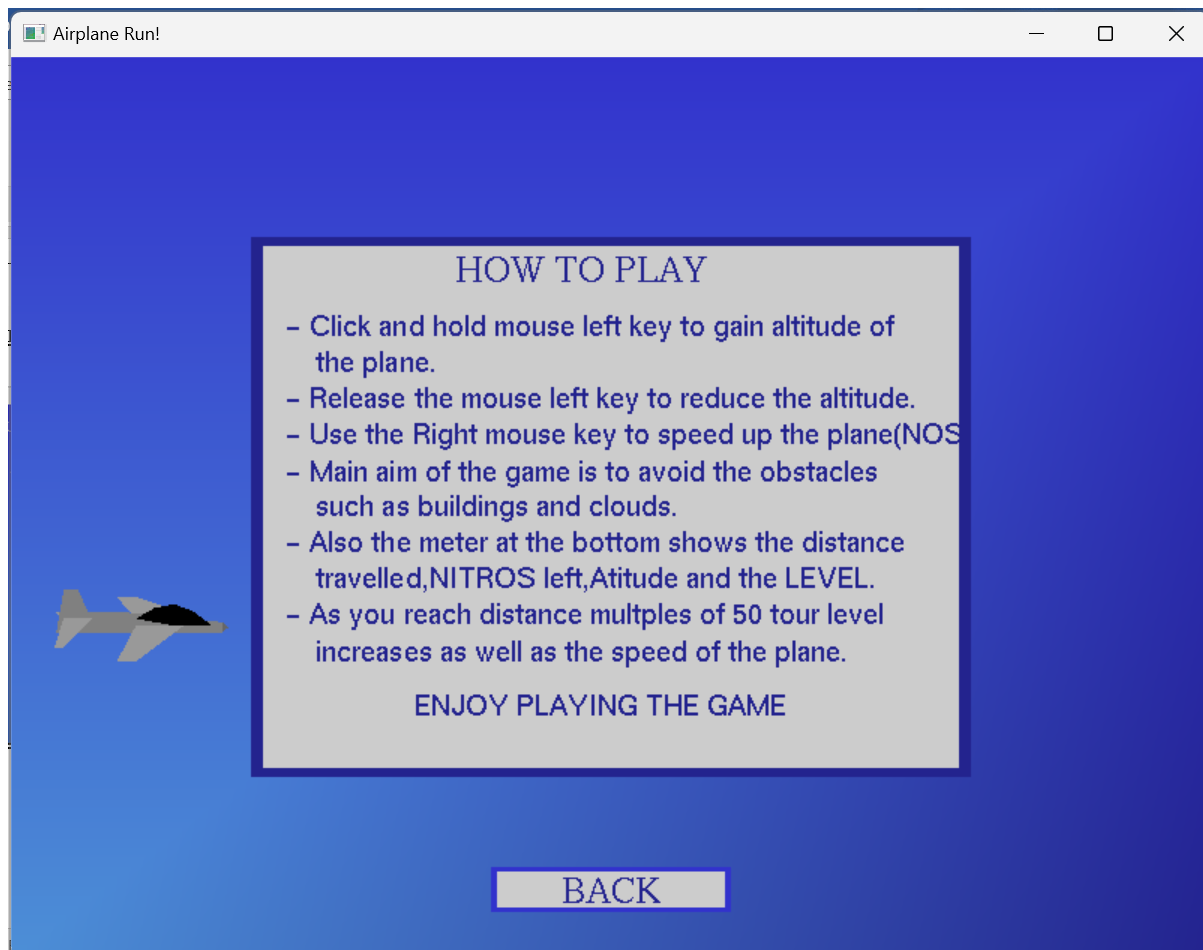 Airplane Run!
HOW TO PLAY
- Click and hold mouse left key to gain altitude of
the plane.
- Release the mouse left key to reduce the altitude.
- Use the Right mouse key to speed up the plane(NOS
- Main aim of the game is to avoid the obstacles
such as buildings and clouds.
- Also the meter at the bottom shows the distance
travelled,NITROS left,Atitude and the LEVEL.
- As you reach distance multples of 50 tour level
increases as well as the speed of the plane.
ENJOY PLAYING THE GAME
BACK